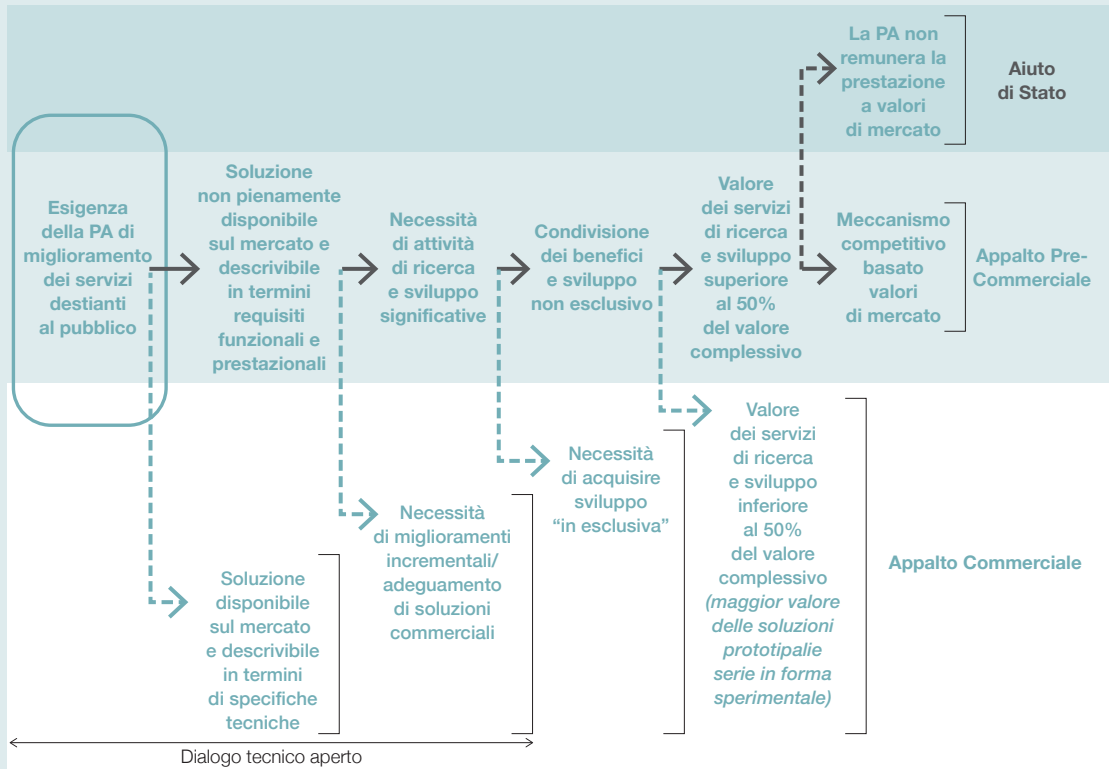 La PA non
remunera la
prestazione
a valori
di mercato
Aiuto
di Stato
Esigenza
della PA di
miglioramento
dei servizi
destianti
al pubblico
Soluzione
non pienamente
disponibile
sul mercato e
descrivibile
in termini
requisiti
funzionali e
prestazionali
Necessità
di attività
di ricerca
e sviluppo
significative
Condivisione
dei benefici
e sviluppo
non esclusivo
Valore
dei servizi
di ricerca
e sviluppo
superiore
al 50%
del valore
complessivo
Meccanismo
competitivo
basato
valori
di mercato
Appalto Pre-
Commerciale
Soluzione
disponibile
sul mercato
e descrivibile
in termini
di specifiche
tecniche
Necessità
di miglioramenti
incrementali/
adeguamento
di soluzioni
commerciali
Necessità
di acquisire
sviluppo
“in esclusiva”
Valore
dei servizi
di ricerca
e sviluppo
inferiore
al 50%
del valore
complessivo
(maggior valore
delle soluzioni
prototipalie
serie in forma
sperimentale)
Appalto Commerciale
Dialogo tecnico aperto